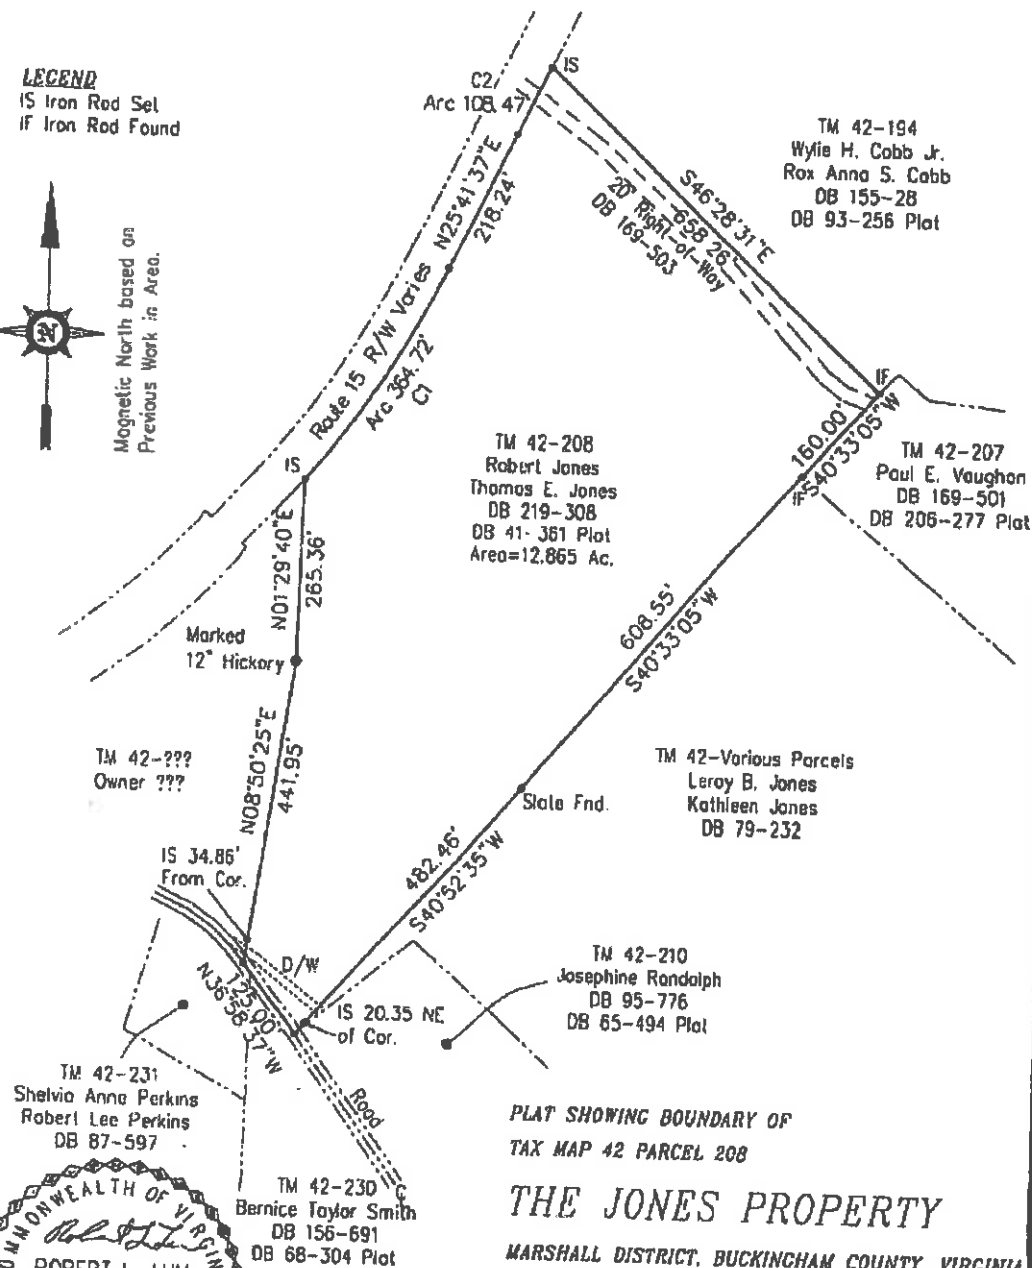 LEGEND
IS Iron Rod Set
IF Iron Rod Found
Magnetic North based on
Previous Work in Area.
N
C2
Arc 108.47'
IS
N25°41'37"E
218.24'
Route 15 R/W Varies
Arc 364.72'
C1
IS
S46°28'31"E
658.26'
20' Right-of-Way
DB 169-503
TM 42-194
Wylie H. Cobb Jr.
Rox Anna S. Cobb
DB 155-28
DB 93-256 Plat
IF
160.00'
S40°33'05"W
IF
TM 42-207
Paul E. Vaughan
DB 169-501
DB 206-277 Plat
TM 42-208
Robert Jones
Thomas E. Jones
DB 219-308
DB 41-361 Plat
Area=12.865 Ac.
N01°29'40"E
265.36'
Marked
12" Hickory
608.55'
S40°33'05"W
TM 42-???
Owner ???
N08°50'25"E
441.95'
TM 42-Various Parcels
Leroy B. Jones
Kathleen Jones
DB 79-232
Slate Fnd.
482.46'
S40°52'35"W
IS 34.86'
From Cor.
D/W
125.00'
N36°58'37"W
IS 20.35 NE
of Cor.
TM 42-210
Josephine Randolph
DB 95-776
DB 65-494 Plat
Road
TM 42-231
Shelvia Anna Perkins
Robert Lee Perkins
DB 87-597
TM 42-230
Bernice Taylor Smith
DB 156-691
DB 68-304 Plat
COMMONWEALTH OF VIRGIN
ROBERT L. LUM
PLAT SHOWING BOUNDARY OF
TAX MAP 42 PARCEL 208
THE JONES PROPERTY
MARSHALL DISTRICT, BUCKINGHAM COUNTY, VIRGINIA